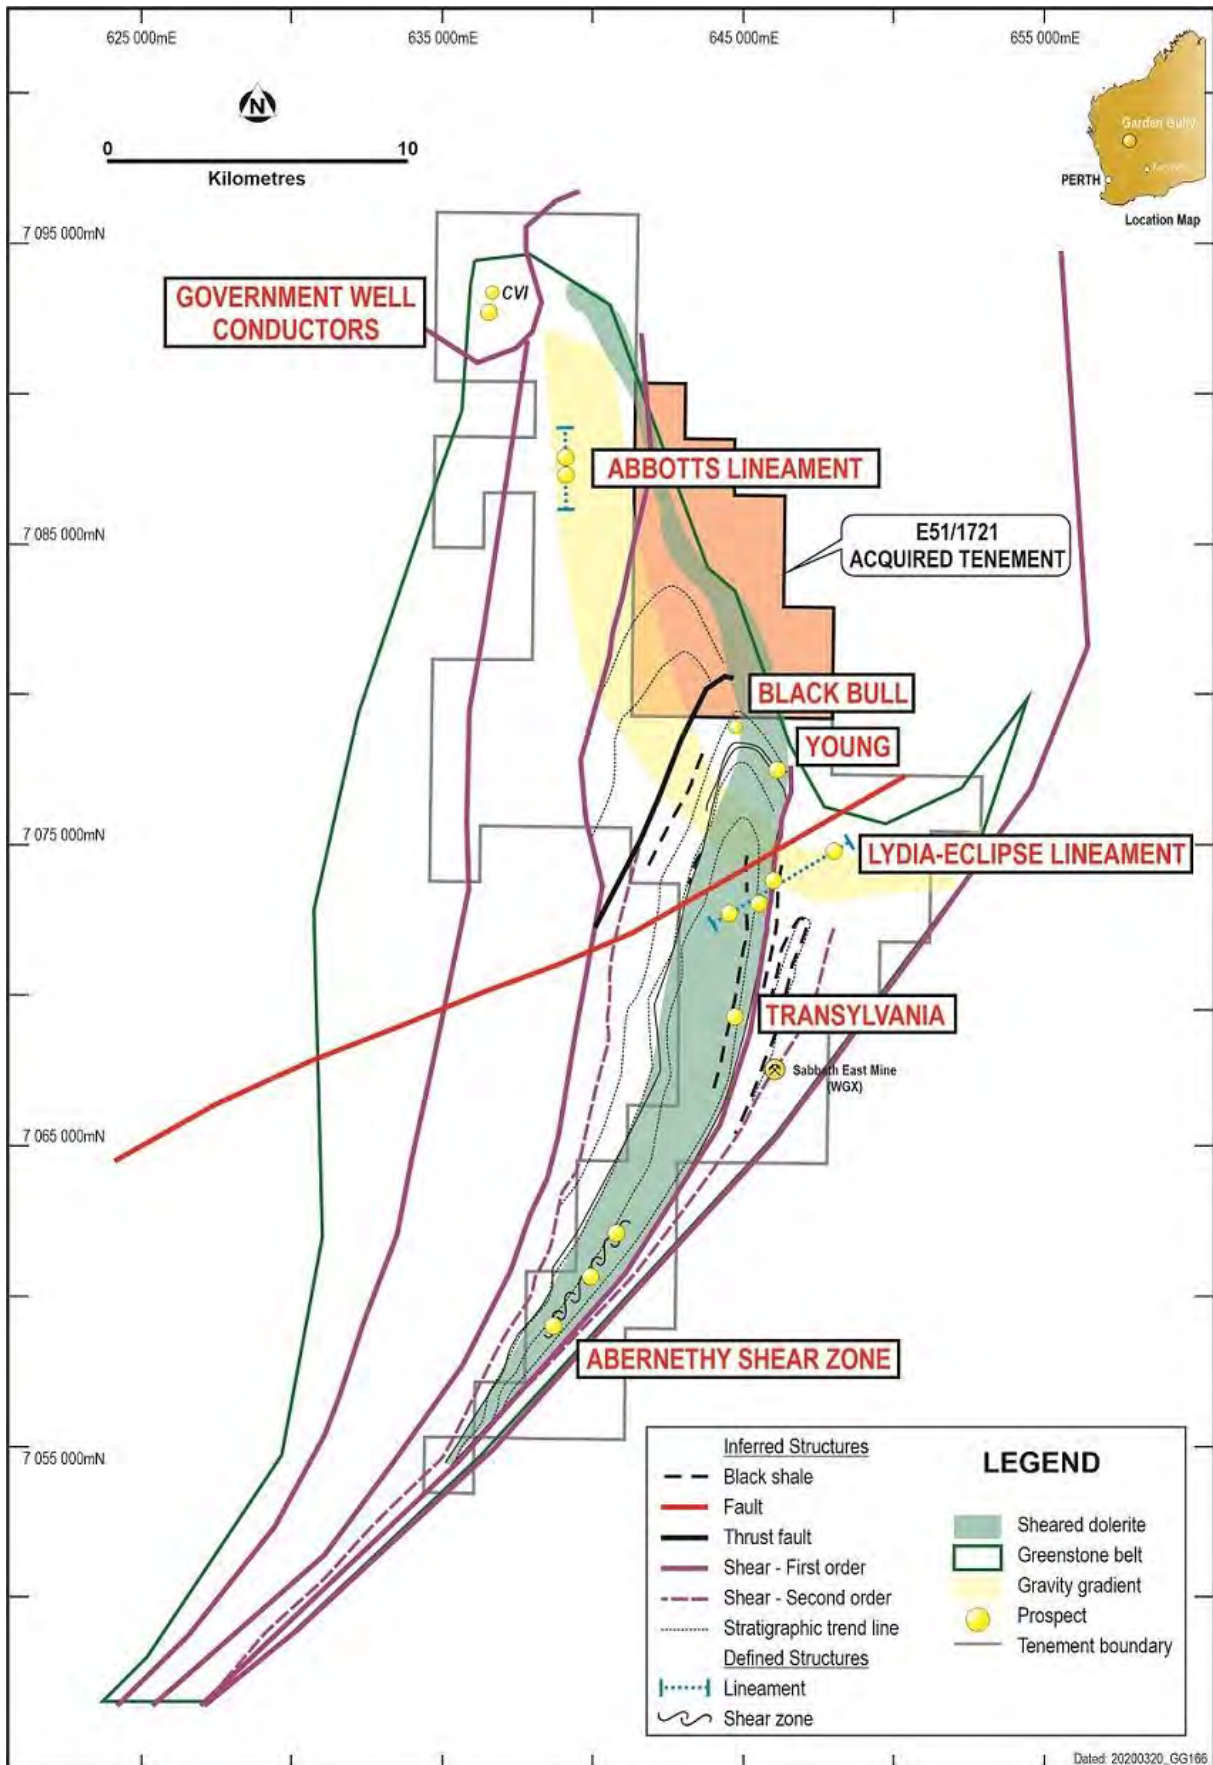 625 000mE
635 000mE
645 000mE
655 000mE
N
0
10
Kilometres
Garden Gully
PERTH
Location Map
7 095 000mN
GOVERNMENT WELL
CONDUCTORS
CVI
ABBOTTS LINEAMENT
7 085 000mN
E51/1721
ACQUIRED TENEMENT
BLACK BULL
YOUNG
7 075 000mN
LYDIA-ECLIPSE LINEAMENT
TRANSYLVANIA
Sabbath East Mine
(WGX)
7 065 000mN
ABERNETHY SHEAR ZONE
7 055 000mN
LEGEND
Inferred Structures
Black shale
Fault
Thrust fault
Shear - First order
Shear - Second order
Stratigraphic trend line
Defined Structures
Lineament
Shear zone
Sheared dolerite
Greenstone belt
Gravity gradient
Prospect
Tenement boundary
Dated: 20200320_GG166